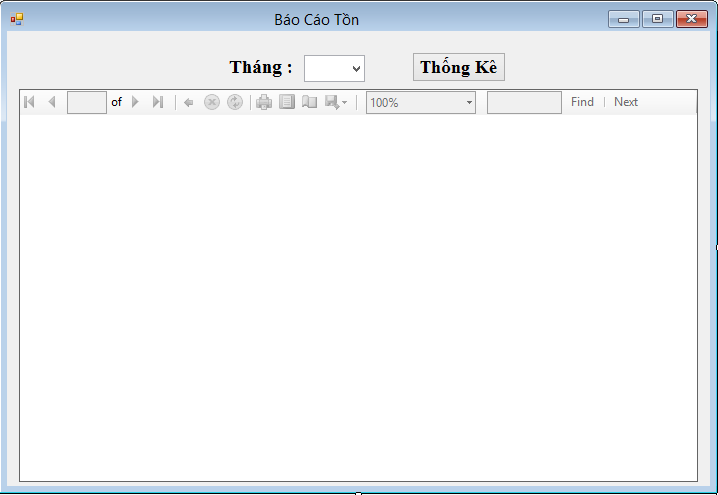 Báo Cáo Tồn
Tháng :
Thống Kê
of
100%
Find
Next